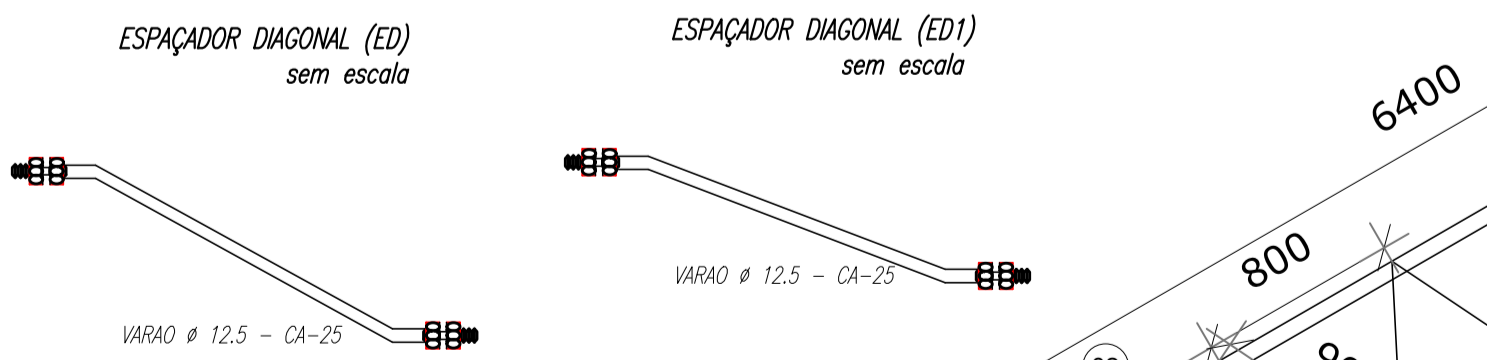 ESPAÇADOR DIAGONAL (ED)
sem escala
VARAO ø 12.5 - CA-25
ESPAÇADOR DIAGONAL (ED1)
sem escala
VARAO ø 12.5 - CA-25
6400
800